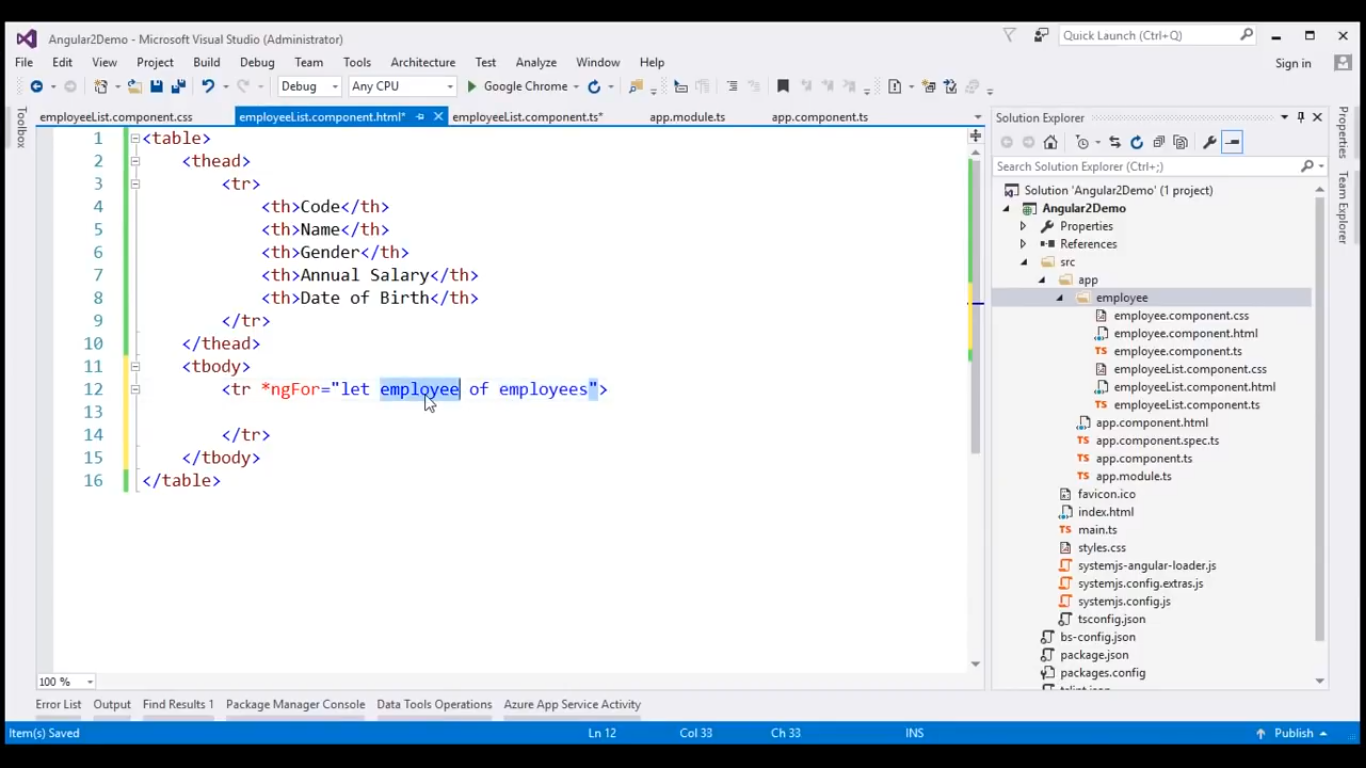 Angular2Demo - Microsoft Visual Studio (Administrator)
Quick Launch (Ctrl+Q)
File Edit View Project Build Debug Team Tools Architecture Test Analyze Window Help
Sign in
Debug Any CPU Google Chrome
Toolbox
employeeList.component.css employeeList.component.html* employeeList.component.ts* app.module.ts app.component.ts
1 <table>
2 <thead>
3 <tr>
4 <th>Code</th>
5 <th>Name</th>
6 <th>Gender</th>
7 <th>Annual Salary</th>
8 <th>Date of Birth</th>
9 </tr>
10 </thead>
11 <tbody>
12 <tr *ngFor="let employee of employees">
13
14 </tr>
15 </tbody>
16 </table>
100 %
Solution Explorer
Search Solution Explorer (Ctrl+;)
Solution 'Angular2Demo' (1 project)
Angular2Demo
Properties
References
src
app
employee
employee.component.css
employee.component.html
TS employee.component.ts
employeeList.component.css
employeeList.component.html
TS employeeList.component.ts
app.component.html
TS app.component.spec.ts
TS app.component.ts
TS app.module.ts
favicon.ico
index.html
TS main.ts
styles.css
systemjs-angular-loader.js
systemjs.config.extras.js
systemjs.config.js
tsconfig.json
bs-config.json
package.json
packages.config
Properties
Team Explorer
Error List Output Find Results 1 Package Manager Console Data Tools Operations Azure App Service Activity
Item(s) Saved Ln 12 Col 33 Ch 33 INS Publish